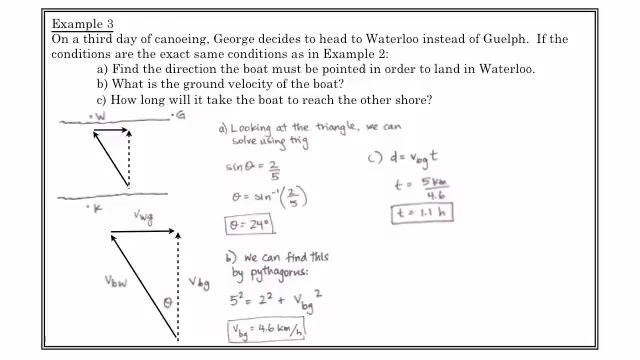 Example 3
On a third day of canoeing, George decides to head to Waterloo instead of Guelph. If the
conditions are the exact same conditions as in Example 2:
a) Find the direction the boat must be pointed in order to land in Waterloo.
b) What is the ground velocity of the boat?
c) How long will it take the boat to reach the other shore?
•W
•G
•K
Vwg
Vbw
Vbg
θ
a) Looking at the triangle, we can
solve using trig
sinθ = 2/5
θ = sin⁻¹(2/5)
θ = 24°
b) we can find this
by pythagorus:
5² = 2² + Vbg²
Vbg = 4.6 km/h
c) d = Vbg t
t = 5 km/4.6
t = 1.1 h